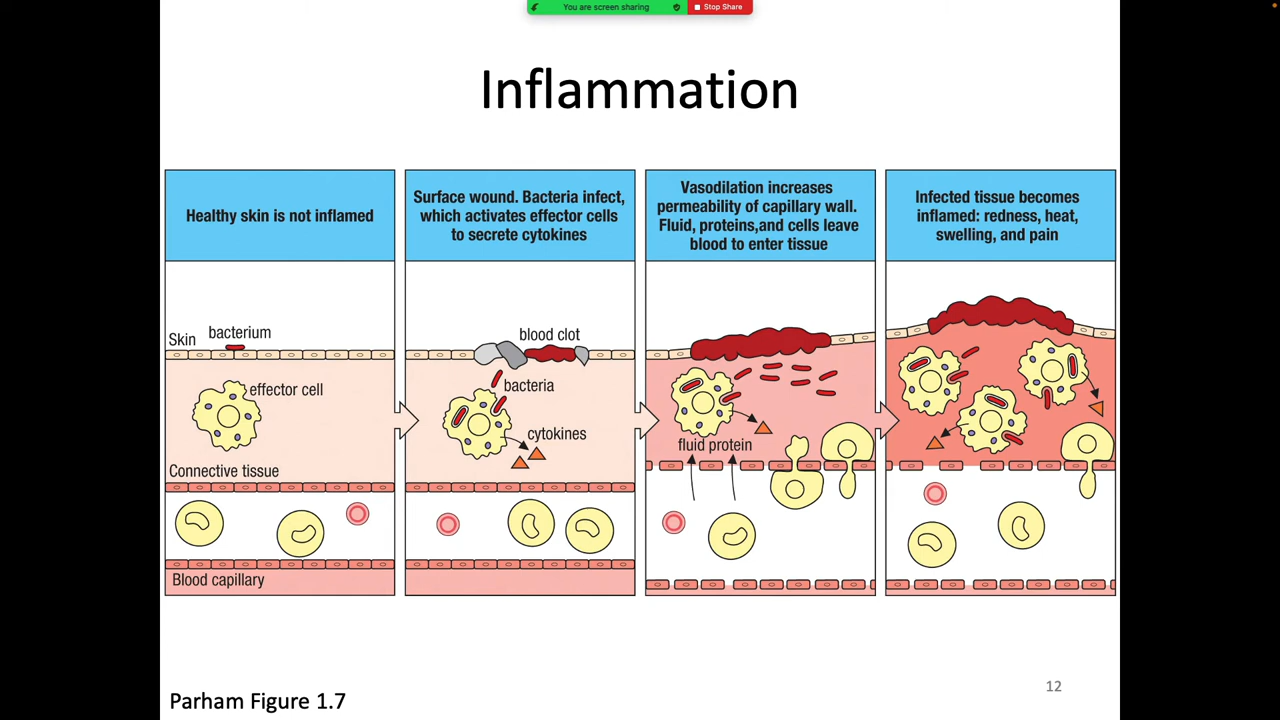 You are screen sharing
Stop Share
Inflammation
Healthy skin is not inflamed
Surface wound. Bacteria infect,
which activates effector cells
to secrete cytokines
Vasodilation increases
permeability of capillary wall.
Fluid, proteins,and cells leave
blood to enter tissue
Infected tissue becomes
inflamed: redness, heat,
swelling, and pain
Skin
bacterium
effector cell
Connective tissue
Blood capillary
blood clot
bacteria
cytokines
fluid protein
12
Parham Figure 1.7